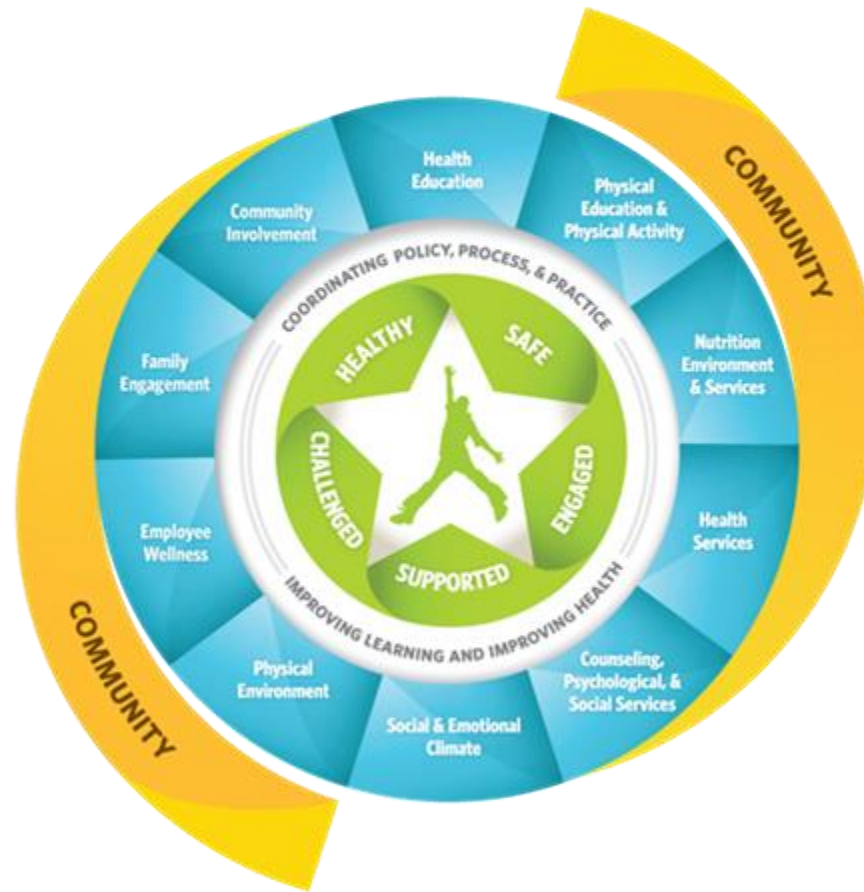 COMMUNITY
Health
Education
Physical
Education &
Physical Activity
Nutrition
Environment
& Services
Health
Services
Counseling,
Psychological, &
Social Services
Social & Emotional
Climate
Physical
Environment
Employee
Wellness
Family
Engagement
Community
Involvement
COORDINATING POLICY, PROCESS, & PRACTICE
IMPROVING LEARNING AND IMPROVING HEALTH
HEALTHY
SAFE
ENGAGED
SUPPORTED
CHALLENGED
COMMUNITY